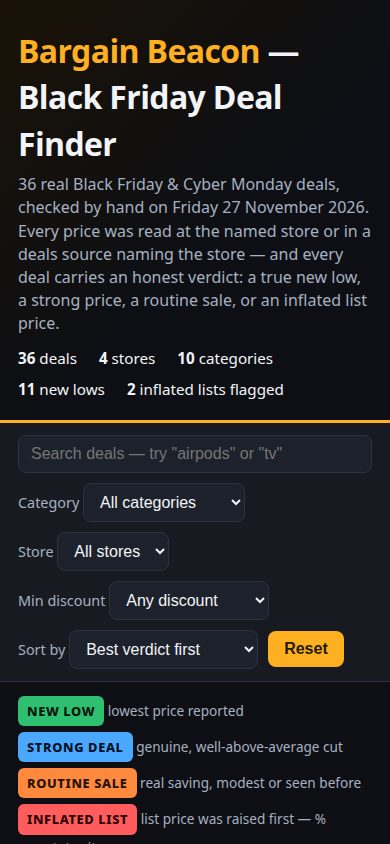 Bargain Beacon —
Black Friday Deal
Finder
36 real Black Friday & Cyber Monday deals,
checked by hand on Friday 27 November 2026.
Every price was read at the named store or in a
deals source naming the store — and every
deal carries an honest verdict: a true new low,
a strong price, a routine sale, or an inflated list
price.
36 deals 4 stores 10 categories
11 new lows 2 inflated lists flagged
Search deals — try "airpods" or "tv"
Category All categories
Store All stores
Min discount Any discount
Sort by Best verdict first Reset
NEW LOW lowest price reported
STRONG DEAL genuine, well-above-average cut
ROUTINE SALE real saving, modest or seen before
INFLATED LIST list price was raised first — %